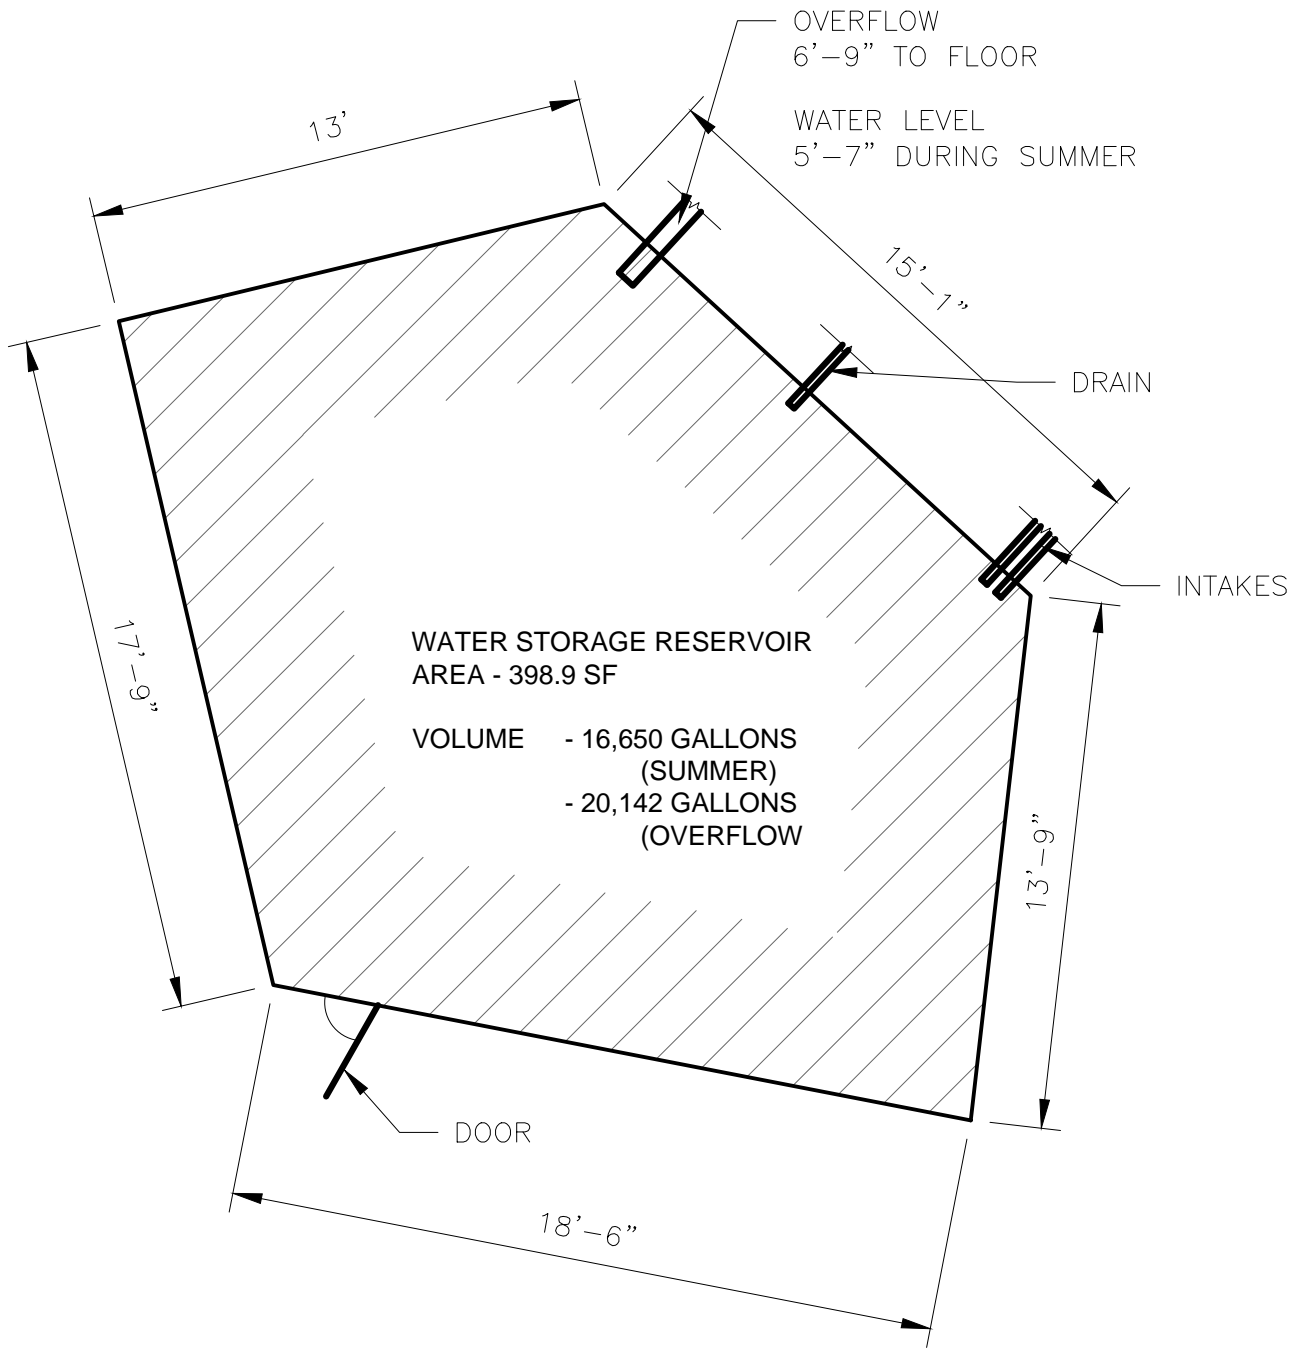 OVERFLOW
6'-9" TO FLOOR
WATER LEVEL
5'-7" DURING SUMMER
13'
15'-1"
DRAIN
INTAKES
17'-9"
WATER STORAGE RESERVOIR
AREA - 398.9 SF
VOLUME - 16,650 GALLONS
(SUMMER)
- 20,142 GALLONS
(OVERFLOW
13'-9"
DOOR
18'-6"